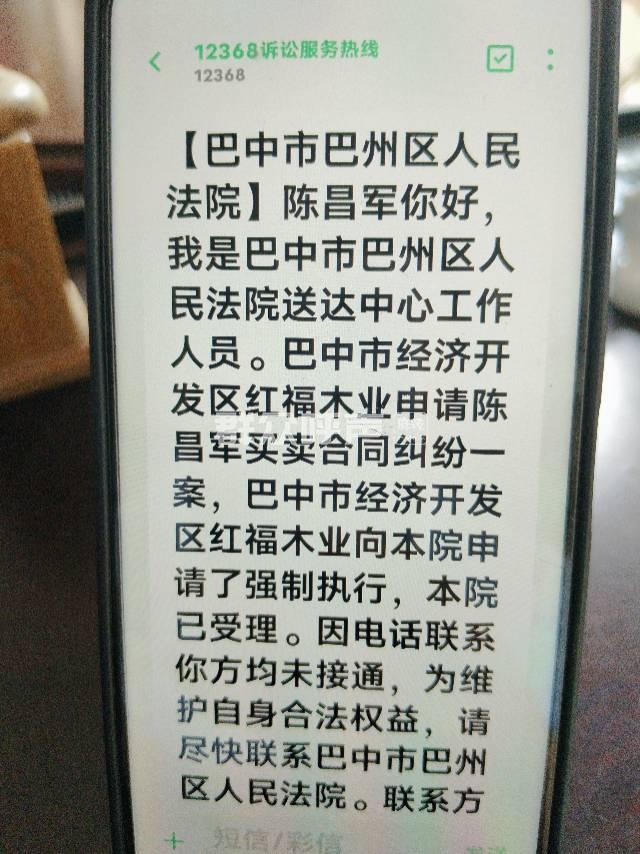 12368诉讼服务热线
12368
【巴中市巴州区人民
法院】陈昌军你好，
我是巴中市巴州区人
民法院送达中心工作
人员。巴中市经济开
发区红福木业申请陈
昌军买卖合同纠纷一
案，巴中市经济开发
区红福木业向本院申
请了强制执行，本院
已受理。因电话联系
你方均未接通，为维
护自身合法权益，请
尽快联系巴中市巴州
区人民法院。联系方
短信/彩信
发送
群众呼声